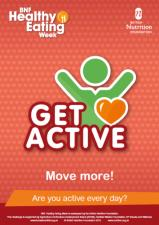 BNF
Healthy
Eating
Week
BRITISH
Nutrition
FOUNDATION
GET
ACTIVE
Move more!
Are you active every day?